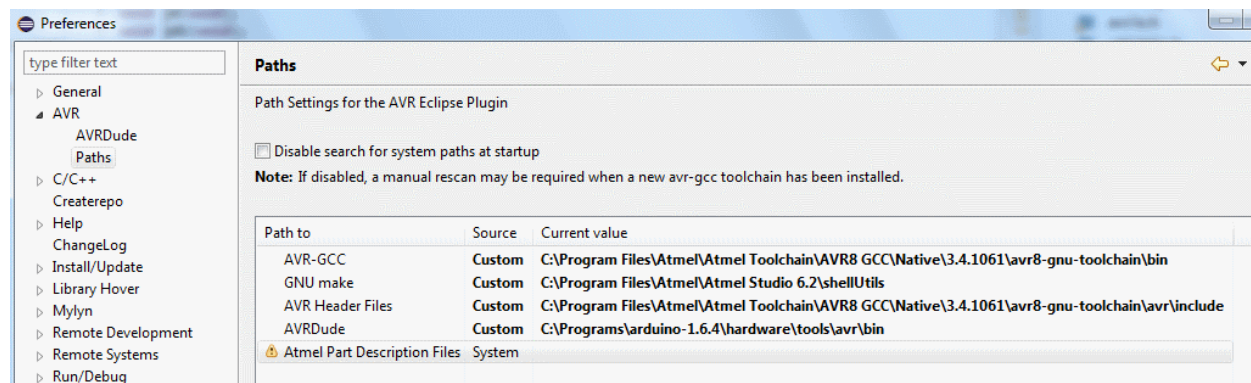 Preferences
type filter text
General
AVR
AVRDude
Paths
C/C++
Createrepo
Help
ChangeLog
Install/Update
Library Hover
Mylyn
Remote Development
Remote Systems
Run/Debug
Paths
Path Settings for the AVR Eclipse Plugin
Disable search for system paths at startup
Note: If disabled, a manual rescan may be required when a new avr-gcc toolchain has been installed.
Path to Source Current value
AVR-GCC Custom C:\Program Files\Atmel\Atmel Toolchain\AVR8 GCC\Native\3.4.1061\avr8-gnu-toolchain\bin
GNU make Custom C:\Program Files\Atmel\Atmel Studio 6.2\shellUtils
AVR Header Files Custom C:\Program Files\Atmel\Atmel Toolchain\AVR8 GCC\Native\3.4.1061\avr8-gnu-toolchain\avr\include
AVRDude Custom C:\Programs\arduino-1.6.4\hardware\tools\avr\bin
Atmel Part Description Files System